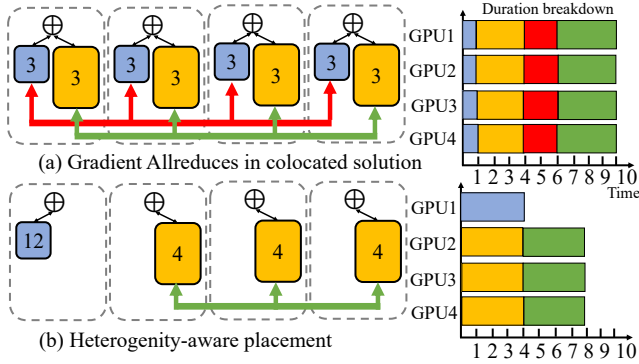 Duration breakdown
GPU1
GPU2
GPU3
GPU4
3 3 3 3 3 3 3 3
1 2 3 4 5 6 7 8 9 10
(a) Gradient Allreduces in colocated solution
Time
GPU1
GPU2
GPU3
GPU4
12 4 4 4
1 2 3 4 5 6 7 8 9 10
(b) Heterogenity-aware placement